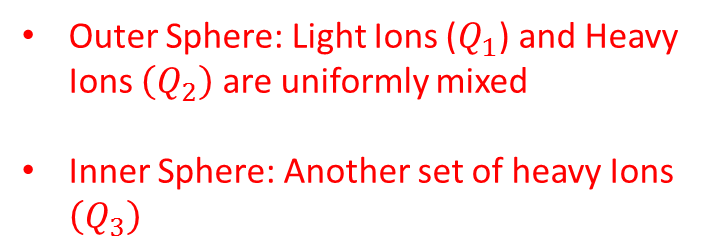 • Outer Sphere: Light Ions (Q₁) and Heavy
Ions (Q₂) are uniformly mixed
• Inner Sphere: Another set of heavy Ions
(Q₃)